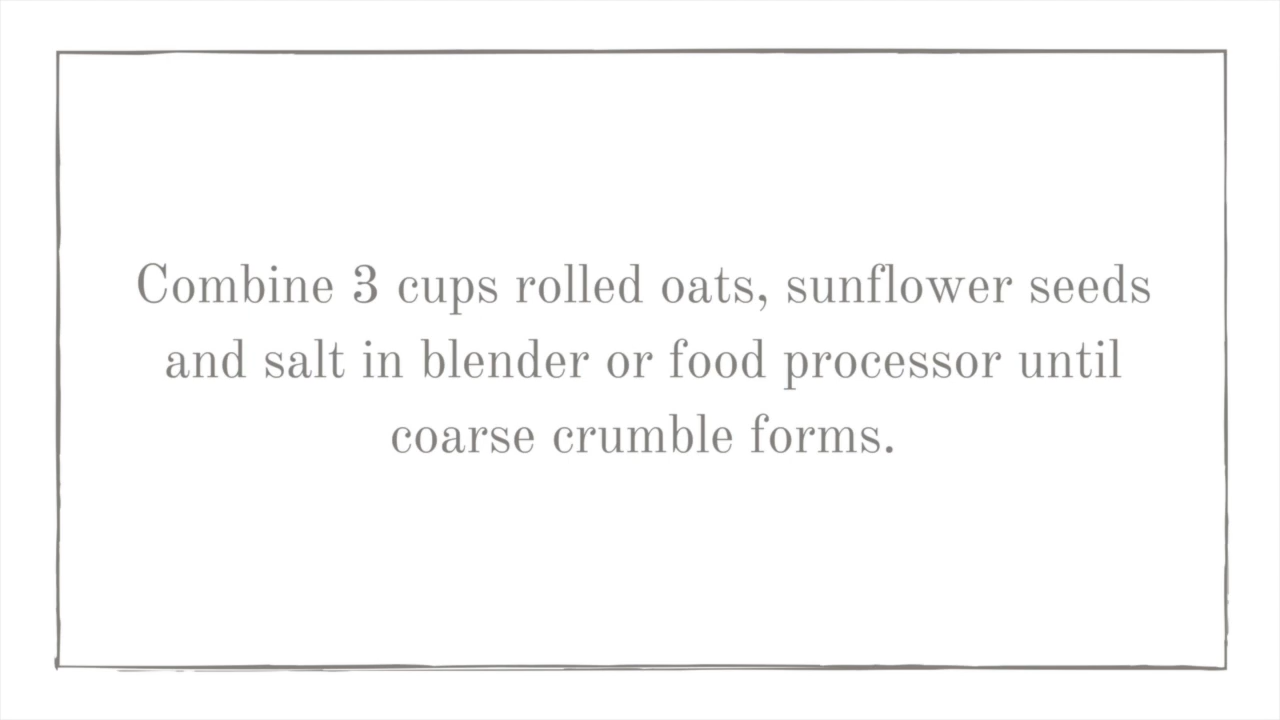 Combine 3 cups rolled oats, sunflower seeds
and salt in blender or food processor until
coarse crumble forms.